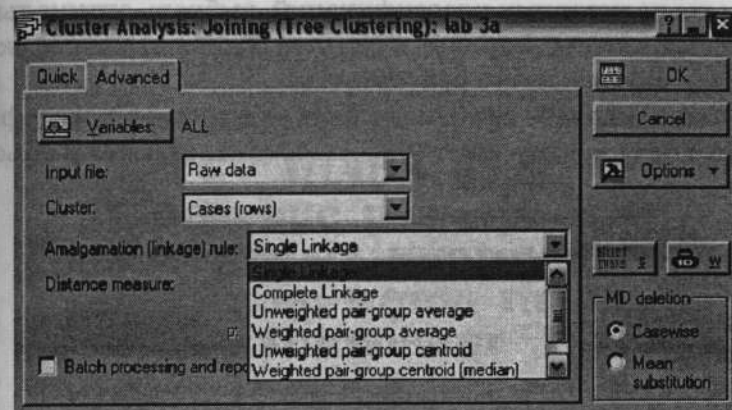 Cluster Analysis: Joining (Tree Clustering): lab 3a
Quick Advanced
Variables: ALL
Input file: Raw data
Cluster: Cases (rows)
Amalgamation (linkage) rule: Single Linkage
Distance measure:
Single Linkage
Complete Linkage
Unweighted pair-group average
Weighted pair-group average
Unweighted pair-group centroid
Weighted pair-group centroid (median)
p:
Batch processing and repo
OK
Cancel
Options
S
W
MD deletion
Casewise
Mean
substitution